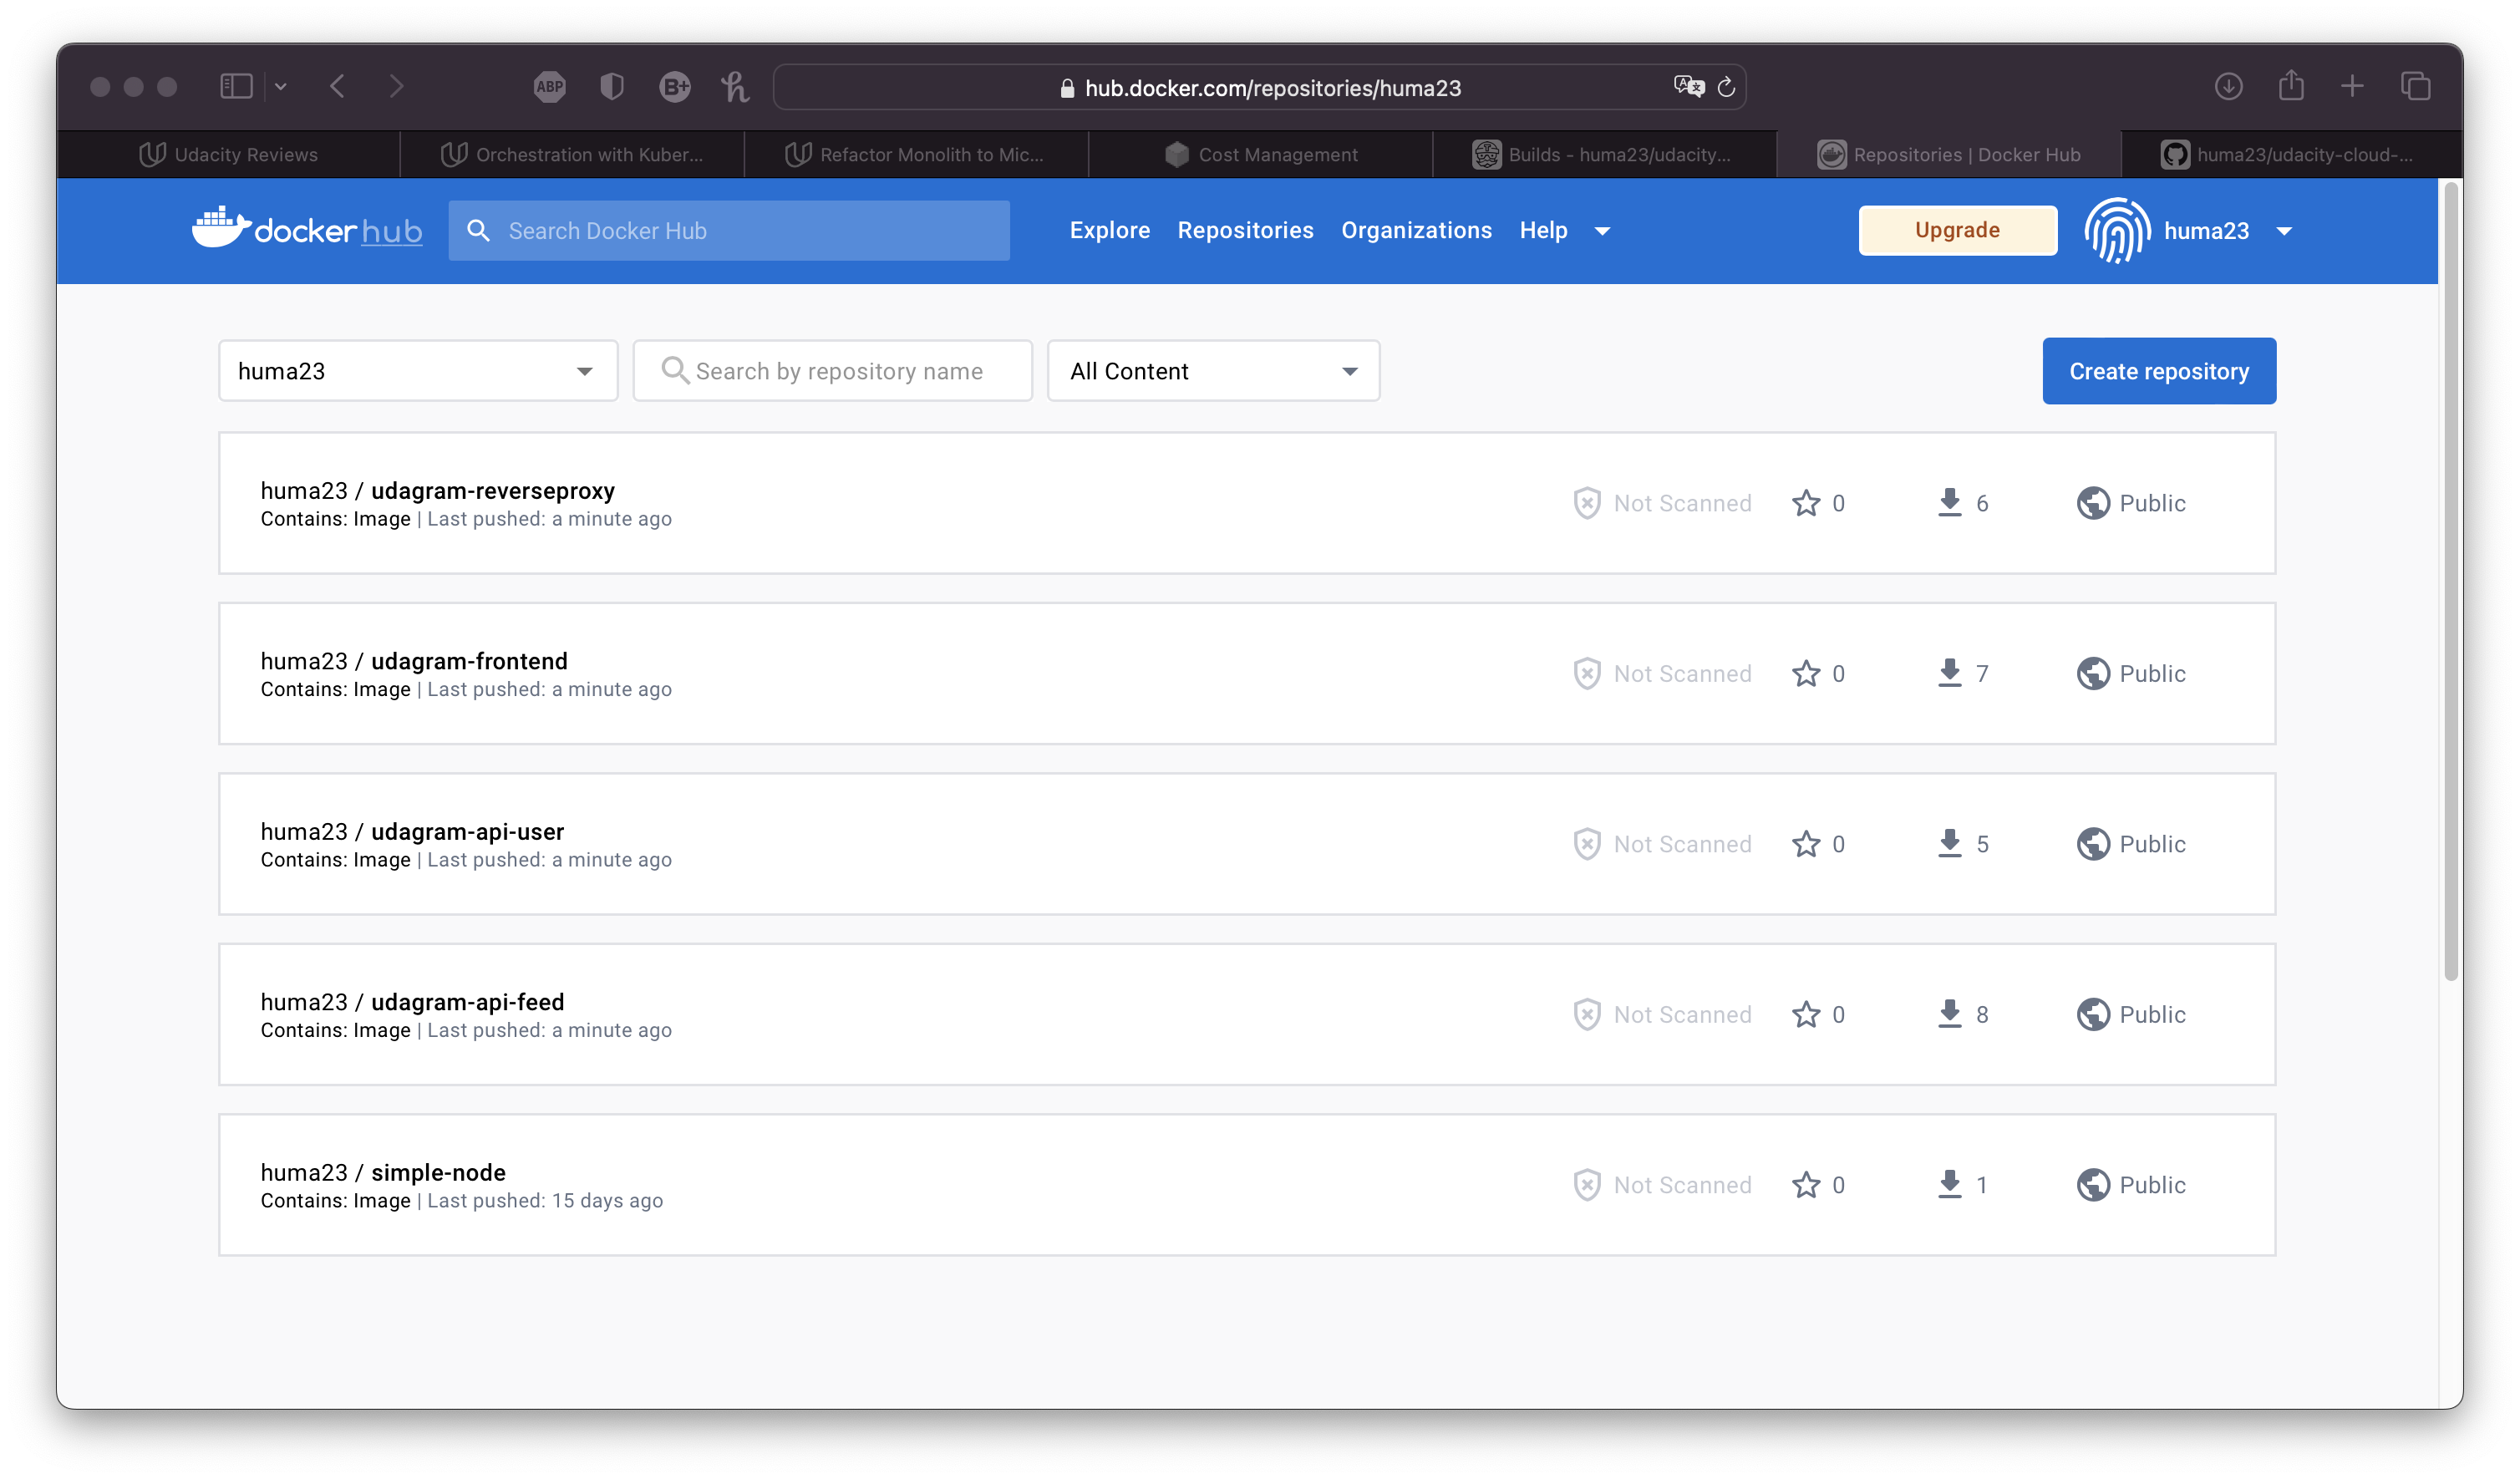 ABP
B+
hub.docker.com/repositories/huma23
Udacity Reviews
Orchestration with Kuber...
Refactor Monolith to Mic...
Cost Management
Builds - huma23/udacity...
Repositories | Docker Hub
huma23/udacity-cloud-...
dockerhub
Search Docker Hub
Explore
Repositories
Organizations
Help
Upgrade
huma23
huma23
Search by repository name
All Content
Create repository
huma23 / udagram-reverseproxy
Contains: Image | Last pushed: a minute ago
Not Scanned
0
6
Public
huma23 / udagram-frontend
Contains: Image | Last pushed: a minute ago
Not Scanned
0
7
Public
huma23 / udagram-api-user
Contains: Image | Last pushed: a minute ago
Not Scanned
0
5
Public
huma23 / udagram-api-feed
Contains: Image | Last pushed: a minute ago
Not Scanned
0
8
Public
huma23 / simple-node
Contains: Image | Last pushed: 15 days ago
Not Scanned
0
1
Public